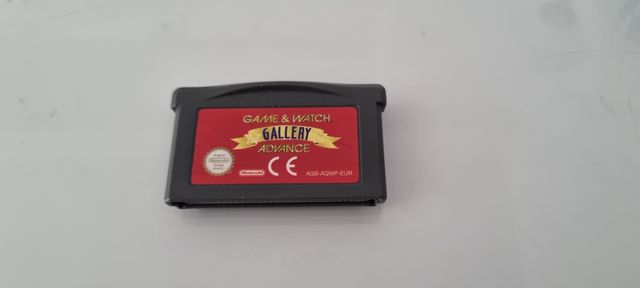 GAME & WATCH
GALLERY
ADVANCE
CE
Nintendo
AGB-AQWP-EUR